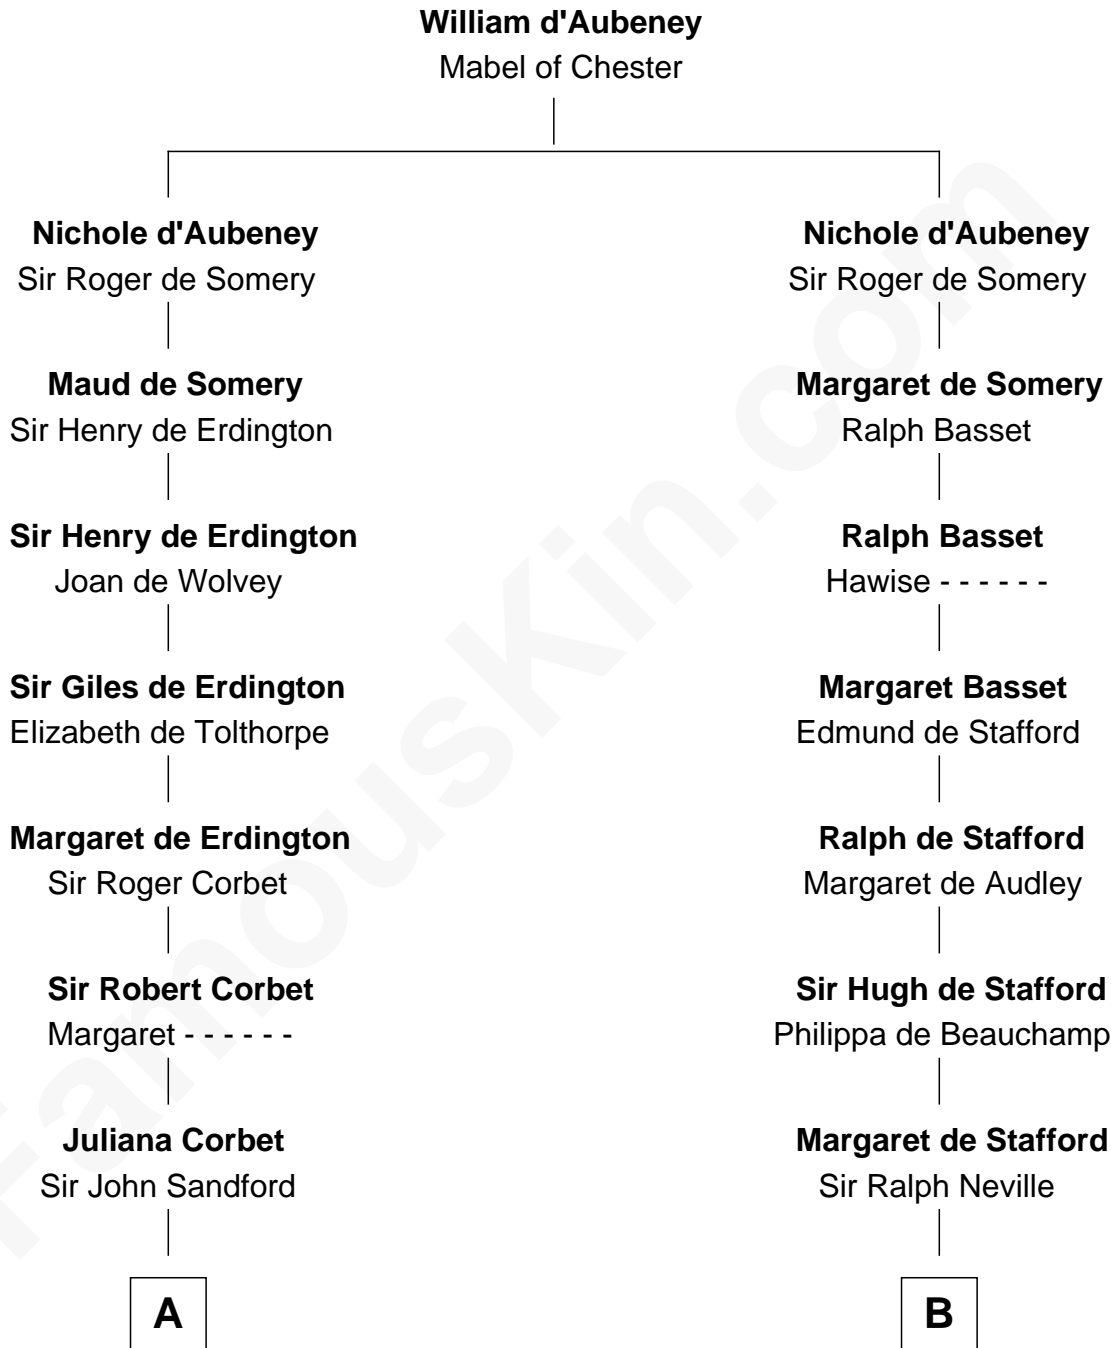 William d'Aubeney
Mabel of Chester
Nichole d'Aubeney
Sir Roger de Somery
Nichole d'Aubeney
Sir Roger de Somery
Maud de Somery
Sir Henry de Erdington
Margaret de Somery
Ralph Basset
Sir Henry de Erdington
Joan de Wolvey
Ralph Basset
Hawise - - - - - -
Sir Giles de Erdington
Elizabeth de Tolthorpe
Margaret Basset
Edmund de Stafford
Margaret de Erdington
Sir Roger Corbet
Ralph de Stafford
Margaret de Audley
Sir Robert Corbet
Margaret - - - - - -
Sir Hugh de Stafford
Philippa de Beauchamp
Juliana Corbet
Sir John Sandford
Margaret de Stafford
Sir Ralph Neville
A
B
FamousKin.com